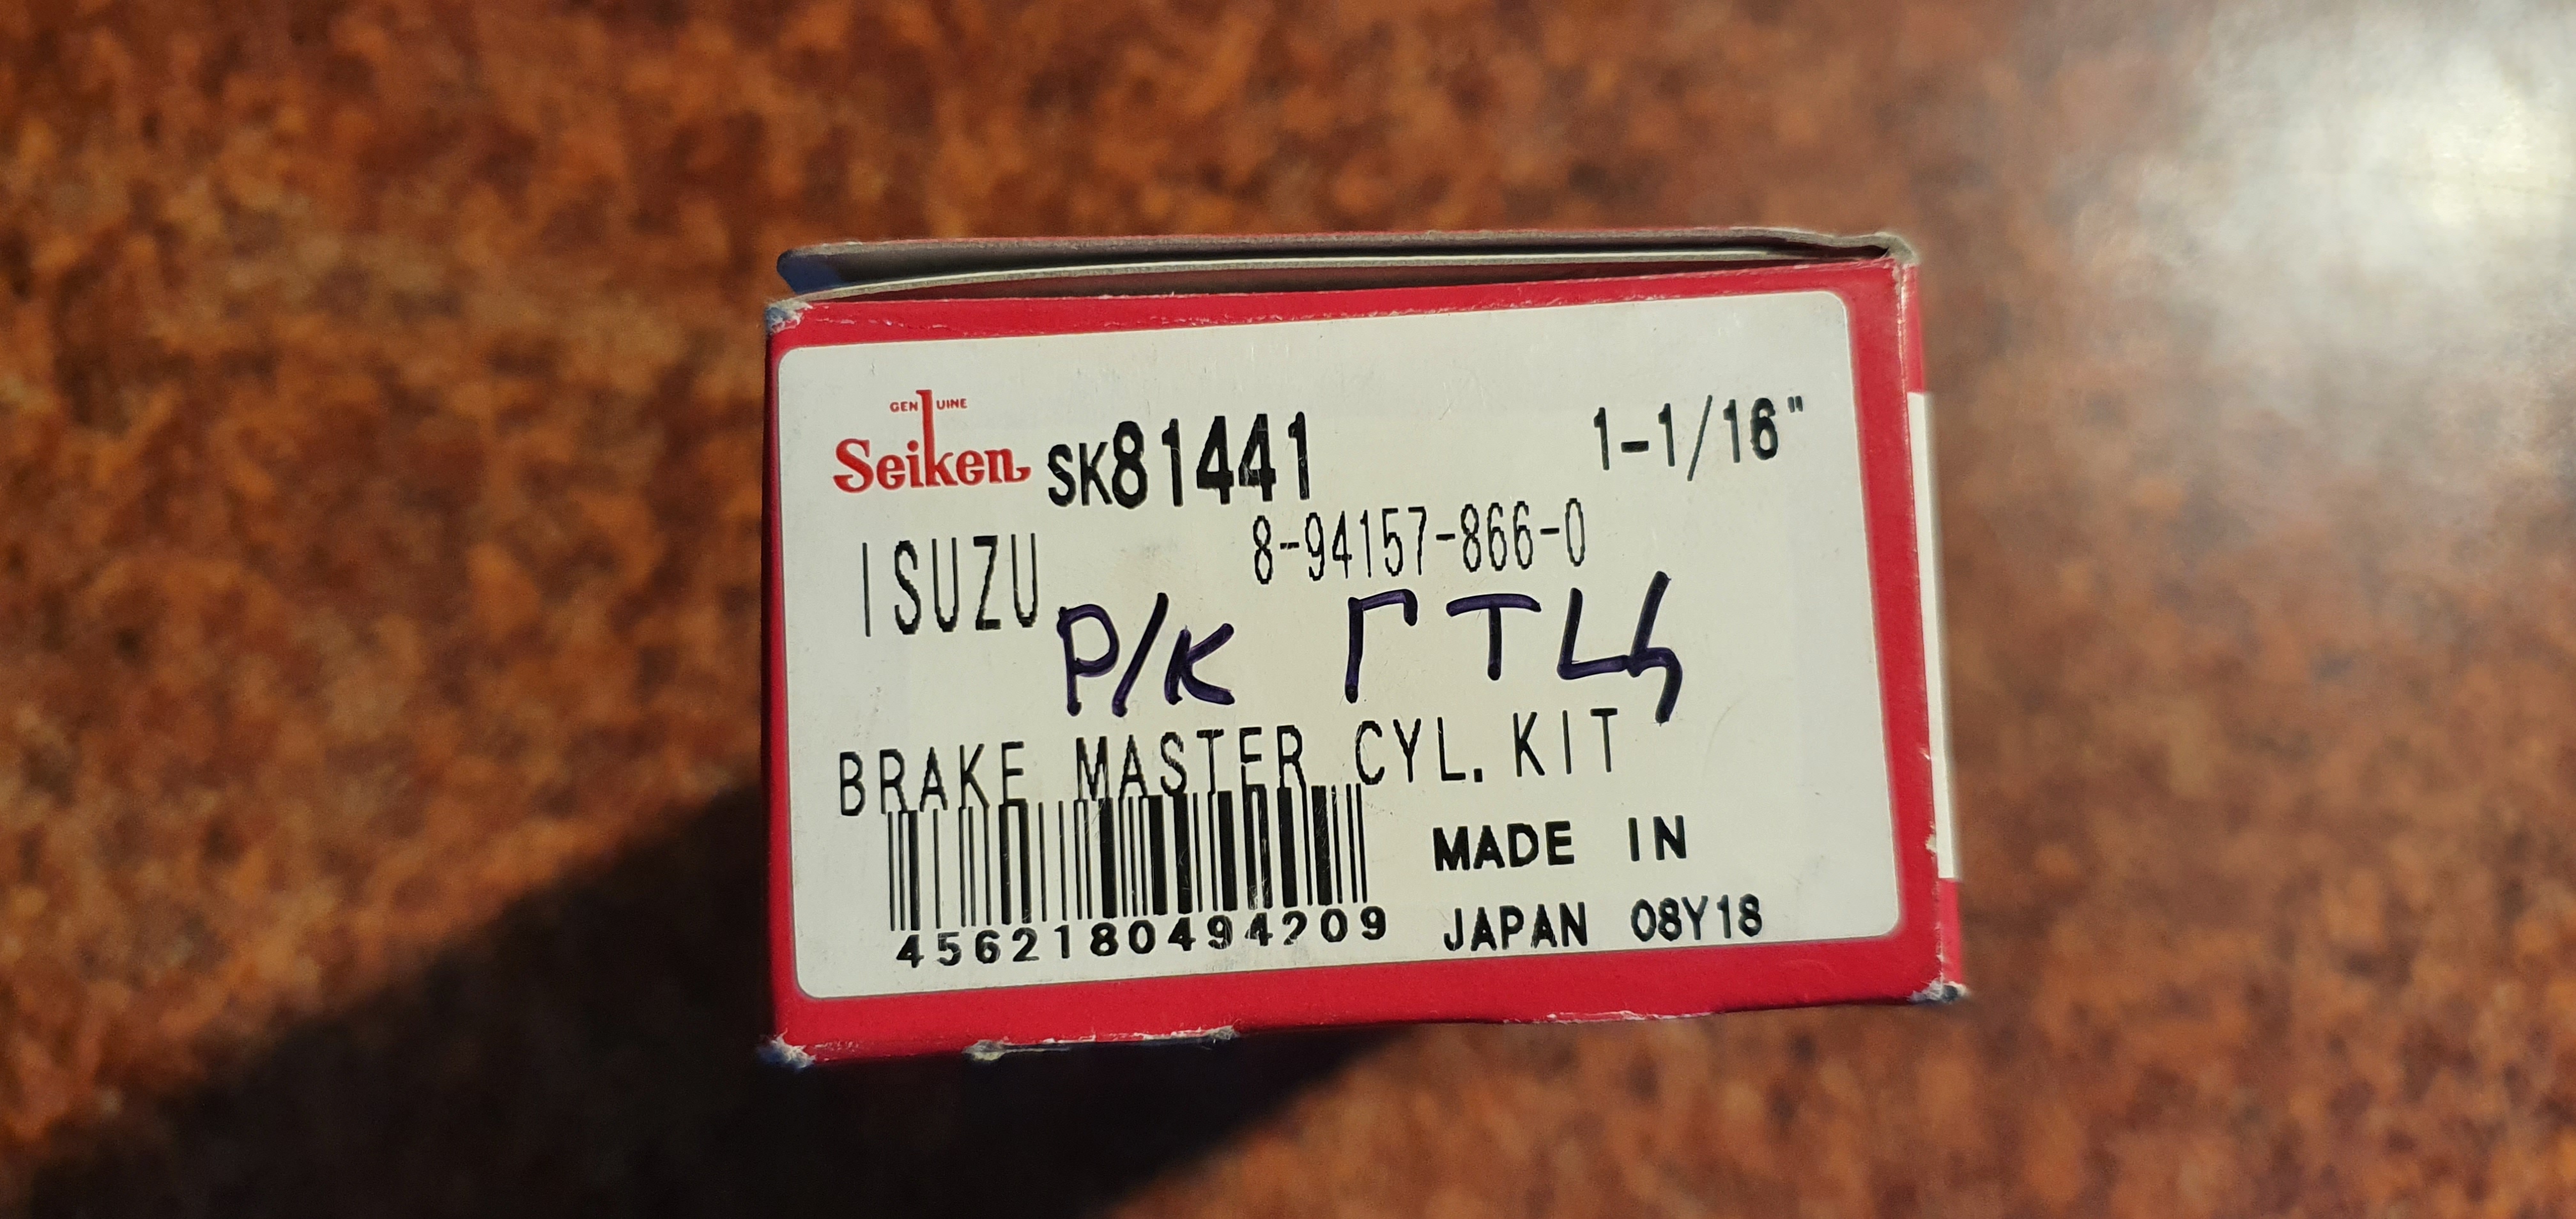 GENUINE
Seiken SK81441 1-1/16"
8-94157-866-0
ISUZU
Р/К ГТЦ
BRAKE MASTER CYL. KIT
MADE IN
4562180494209 JAPAN 08Y18